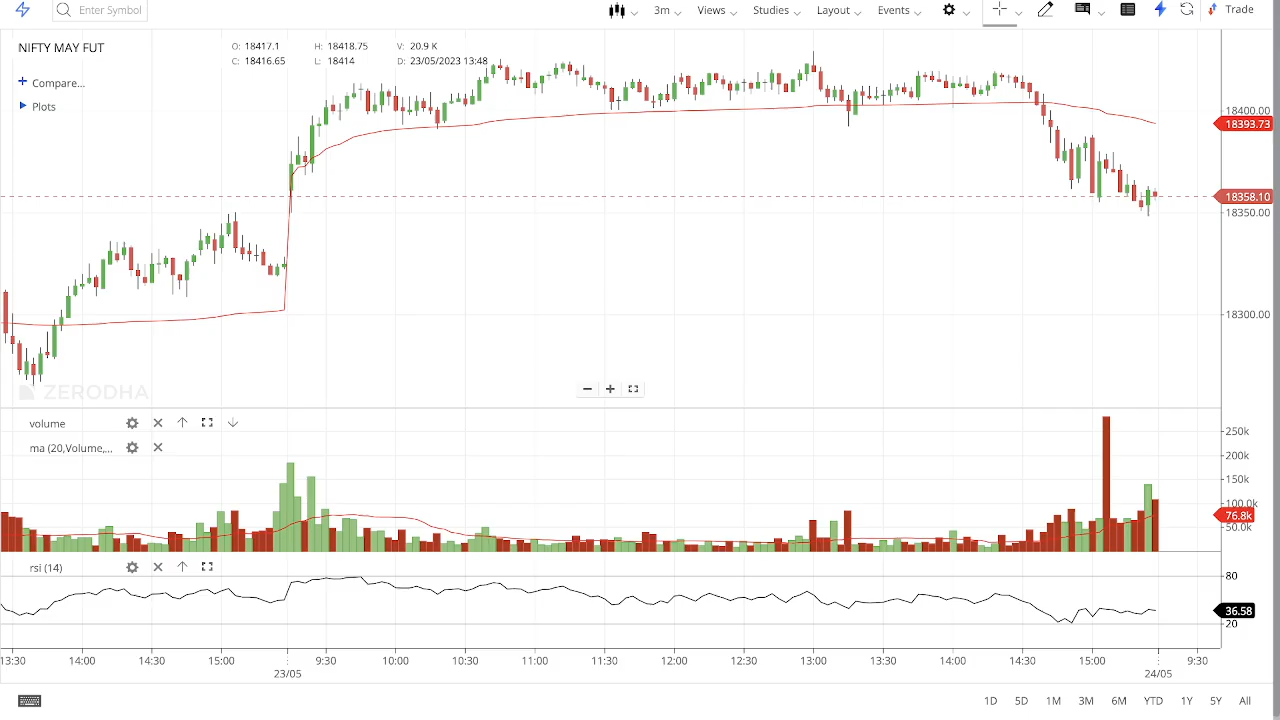 Enter Symbol 3m Views Studies Layout Events Trade
NIFTY MAY FUT
O: 18417.1 H: 18418.75 V: 20.9 K
C: 18416.65 L: 18414 D: 23/05/2023 13:48
Compare...
Plots
18400.00
18393.73
18358.10
18350.00
18300.00
ZERODHA
volume
ma (20,Volume,...
250k
200k
150k
100.0k
76.8k
50.0k
rsi (14)
80
36.58
20
13:30 14:00 14:30 15:00 9:30 10:00 10:30 11:00 11:30 12:00 12:30 13:00 13:30 14:00 14:30 15:00 9:30
23/05 24/05
1D 5D 1M 3M 6M YTD 1Y 5Y All